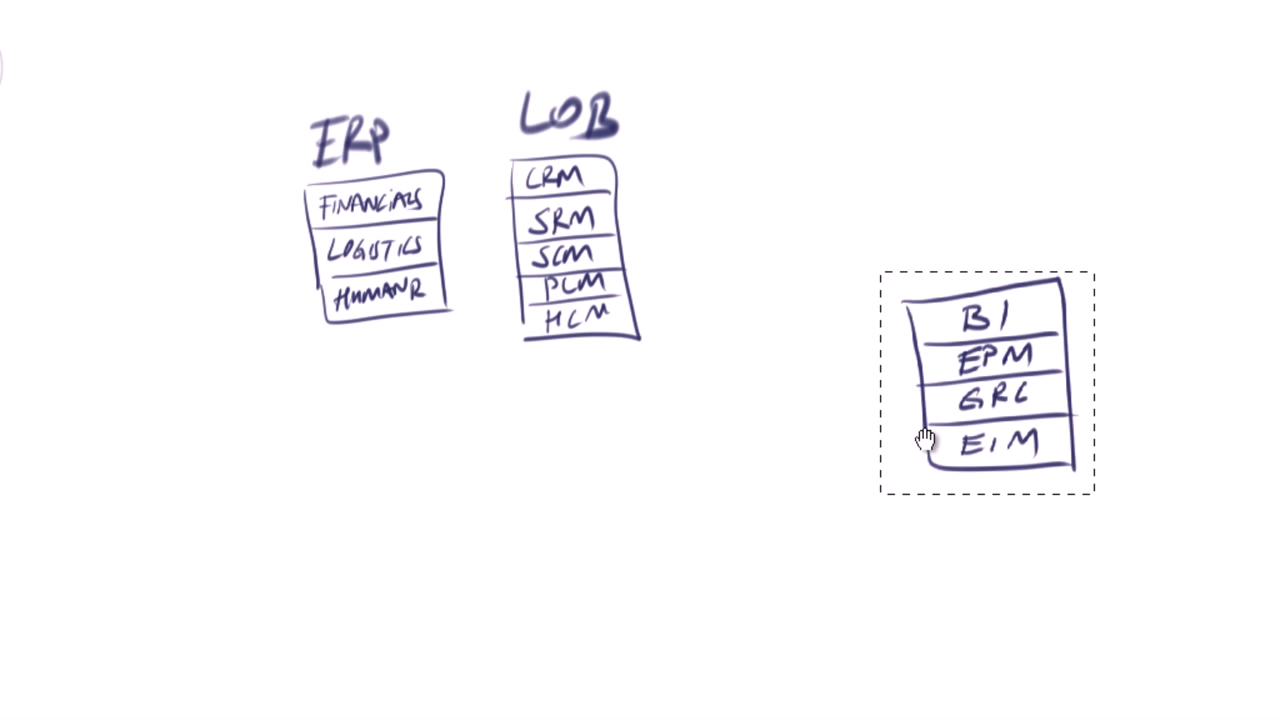 ERP
FINANCIALS
LOGISTICS
HUMANR
LOB
CRM
SRM
SCM
PLM
HCM
BI
EPM
GRC
EIM